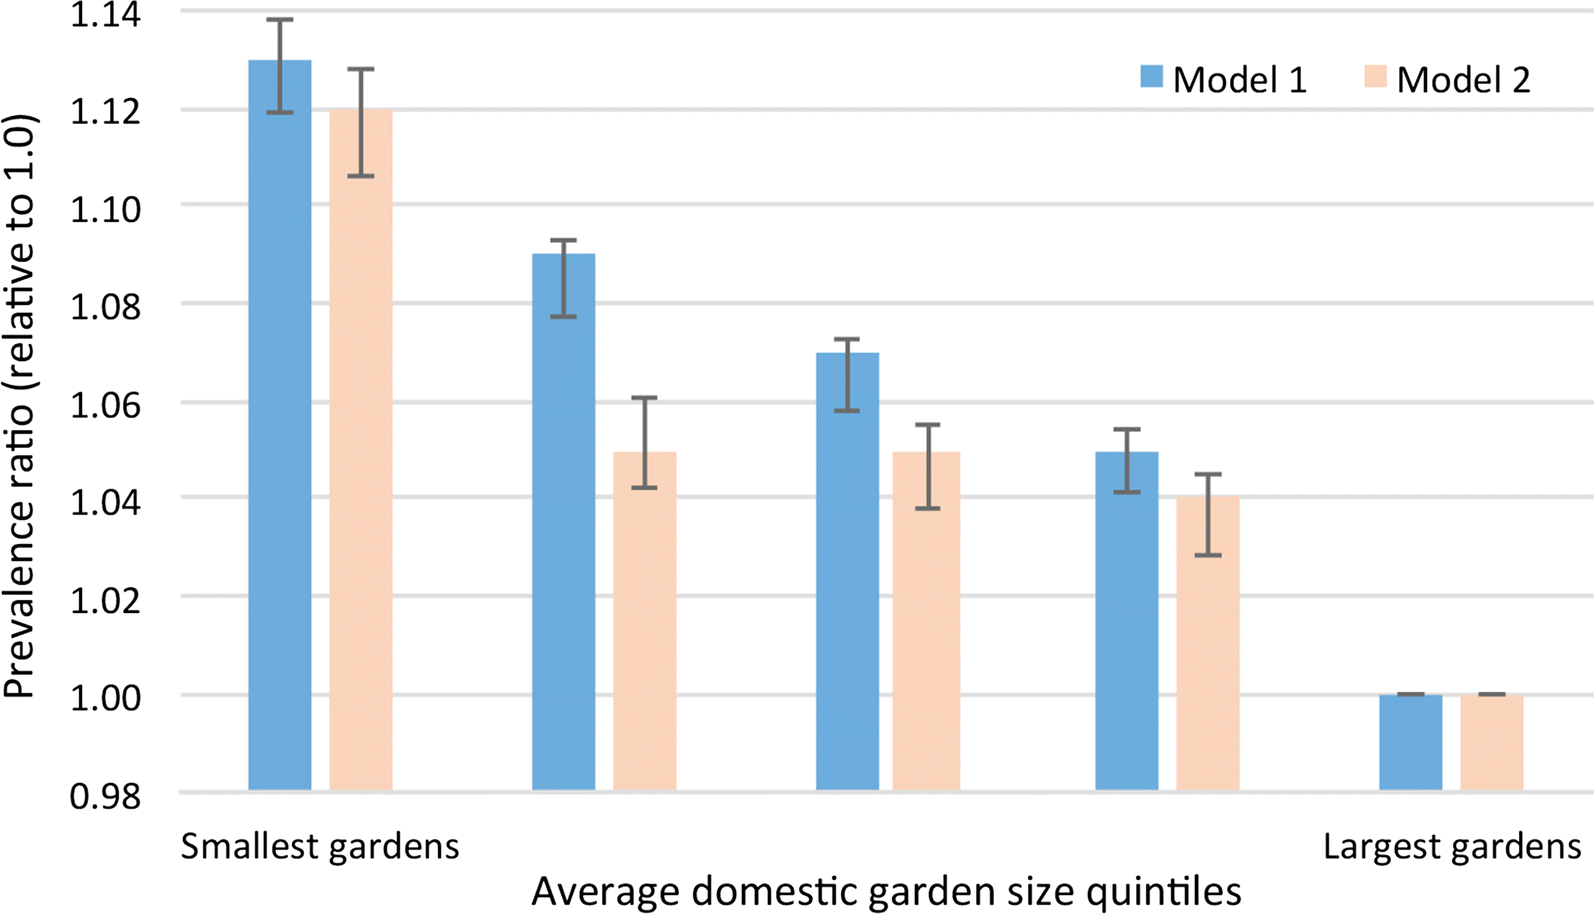 Prevalence ratio (relative to 1.0)
1.14
1.12
1.10
1.08
1.06
1.04
1.02
1.00
0.98
Model 1
Model 2
Smallest gardens
Largest gardens
Average domestic garden size quintiles